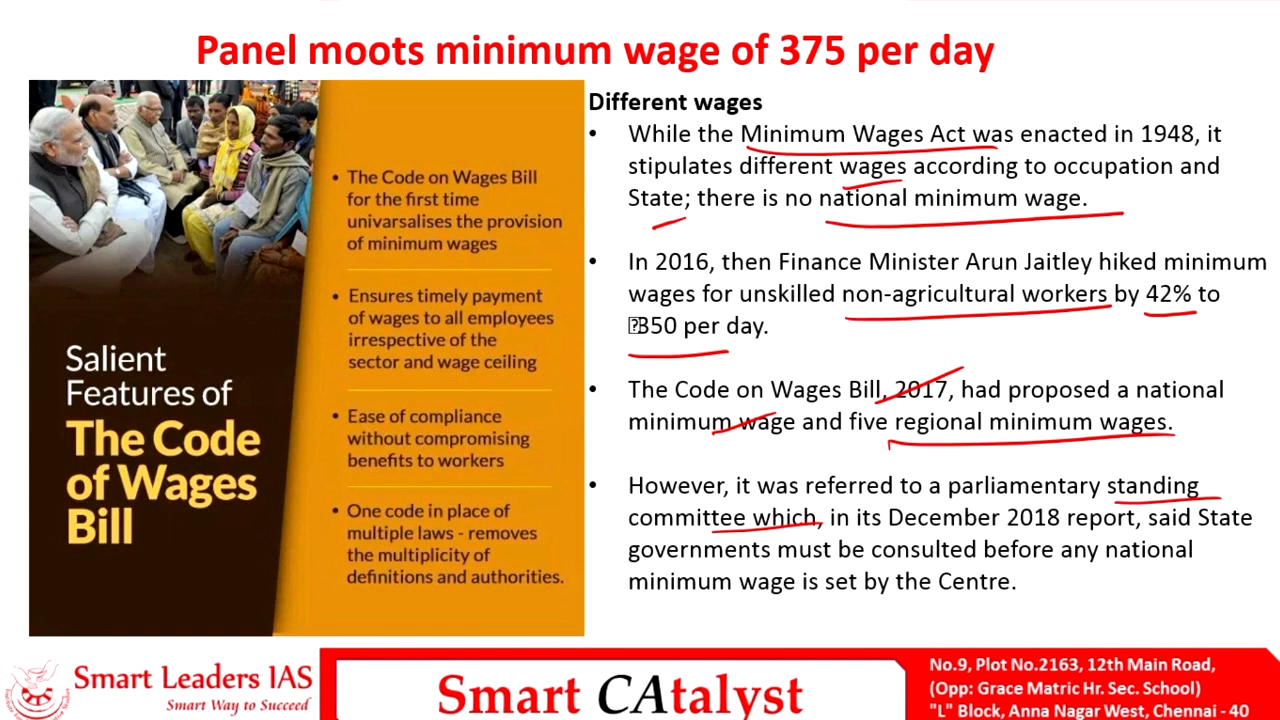 Panel moots minimum wage of 375 per day
Salient
Features of
The Code
of Wages
Bill
• The Code on Wages Bill
for the first time
univarsalises the provision
of minimum wages
• Ensures timely payment
of wages to all employees
irrespective of the
sector and wage ceiling
• Ease of compliance
without compromising
benefits to workers
• One code in place of
multiple laws - removes
the multiplicity of
definitions and authorities.
Different wages
• While the Minimum Wages Act was enacted in 1948, it
stipulates different wages according to occupation and
State; there is no national minimum wage.
• In 2016, then Finance Minister Arun Jaitley hiked minimum
wages for unskilled non-agricultural workers by 42% to
350 per day.
• The Code on Wages Bill, 2017, had proposed a national
minimum wage and five regional minimum wages.
• However, it was referred to a parliamentary standing
committee which, in its December 2018 report, said State
governments must be consulted before any national
minimum wage is set by the Centre.
Smart Leaders IAS
Smart Way to Succeed
Smart CAtalyst
No.9, Plot No.2163, 12th Main Road,
(Opp: Grace Matric Hr. Sec. School)
"L" Block, Anna Nagar West, Chennai - 40